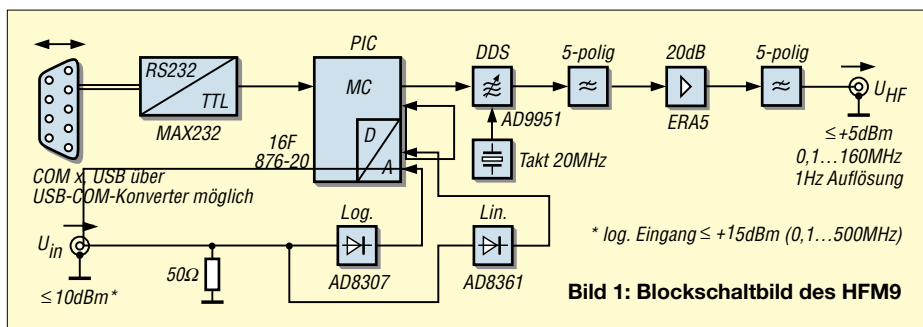 PIC
DDS
5-polig
20dB
5-polig
RS232
TTL
MAX232
MC
D
A
16F
876-20
AD9951
Takt 20MHz
ERA5
U_HF
≤+5dBm
0,1...160MHz
1Hz Auflösung
COM x, USB über
USB-COM-Konverter möglich
U_in
≤10dBm*
50Ω
Log.
AD8307
Lin.
AD8361
* log. Eingang ≤ +15dBm (0,1...500MHz)
Bild 1: Blockschaltbild des HFM9